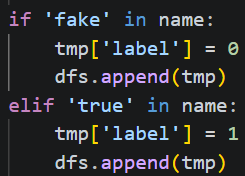 if 'fake' in name:
    tmp['label'] = 0
    dfs.append(tmp)
elif 'true' in name:
    tmp['label'] = 1
    dfs.append(tmp)